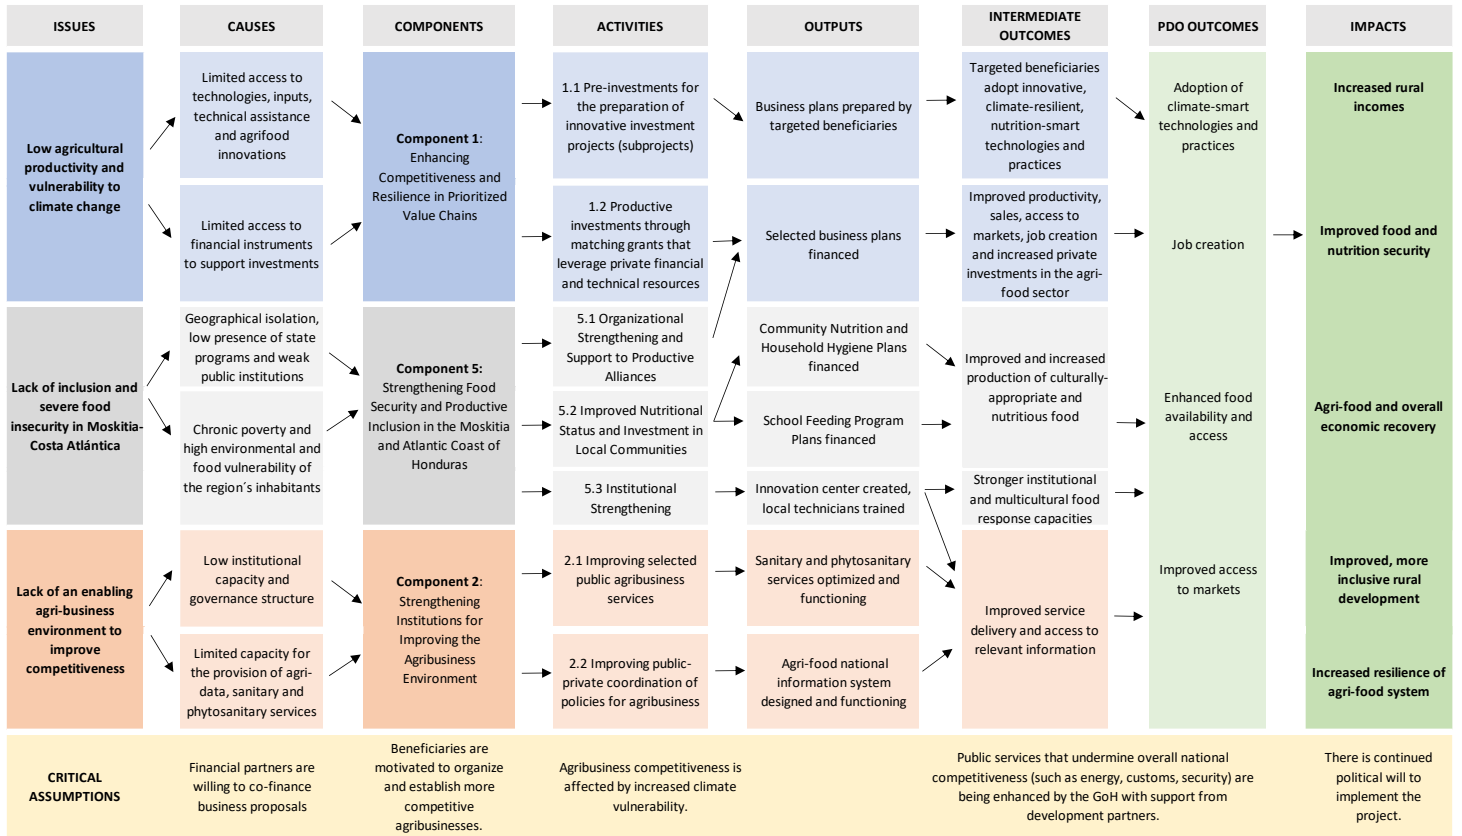 ISSUES
CAUSES
COMPONENTS
ACTIVITIES
OUTPUTS
INTERMEDIATE
OUTCOMES
PDO OUTCOMES
IMPACTS
Low agricultural
productivity and
vulnerability to
climate change
Limited access to
technologies, inputs,
technical assistance
and agrifood
innovations
Limited access to
financial instruments
to support investments
Component 1:
Enhancing
Competitiveness and
Resilience in Prioritized
Value Chains
1.1 Pre-investments for
the preparation of
innovative investment
projects (subprojects)
1.2 Productive
investments through
matching grants that
leverage private financial
and technical resources
Business plans prepared by
targeted beneficiaries
Selected business plans
financed
Targeted beneficiaries
adopt innovative,
climate-resilient,
nutrition-smart
technologies and
practices
Improved productivity,
sales, access to
markets, job creation
and increased private
investments in the agri-
food sector
Lack of inclusion and
severe food
insecurity in Moskitia-
Costa Atlántica
Geographical isolation,
low presence of state
programs and weak
public institutions
Chronic poverty and
high environmental and
food vulnerability of
the region´s inhabitants
Component 5:
Strengthening Food
Security and Productive
Inclusion in the Moskitia
and Atlantic Coast of
Honduras
5.1 Organizational
Strengthening and
Support to Productive
Alliances
5.2 Improved Nutritional
Status and Investment in
Local Communities
5.3 Institutional
Strengthening
Community Nutrition and
Household Hygiene Plans
financed
School Feeding Program
Plans financed
Innovation center created,
local technicians trained
Improved and increased
production of culturally-
appropriate and
nutritious food
Stronger institutional
and multicultural food
response capacities
Lack of an enabling
agri-business
environment to
improve
competitiveness
Low institutional
capacity and
governance structure
Limited capacity for
the provision of agri-
data, sanitary and
phytosanitary services
Component 2:
Strengthening
Institutions for
Improving the
Agribusiness
Environment
2.1 Improving selected
public agribusiness
services
2.2 Improving public-
private coordination of
policies for agribusiness
Sanitary and phytosanitary
services optimized and
functioning
Agri-food national
information system
designed and functioning
Improved service
delivery and access to
relevant information
Adoption of
climate-smart
technologies and
practices
Job creation
Enhanced food
availability and
access
Improved access
to markets
Increased rural
incomes
Improved food and
nutrition security
Agri-food and overall
economic recovery
Improved, more
inclusive rural
development
Increased resilience of
agri-food system
CRITICAL
ASSUMPTIONS
Financial partners are
willing to co-finance
business proposals
Beneficiaries are
motivated to organize
and establish more
competitive
agribusinesses.
Agribusiness competitiveness is
affected by increased climate
vulnerability.
Public services that undermine overall national
competitiveness (such as energy, customs, security) are
being enhanced by the GoH with support from
development partners.
There is continued
political will to
implement the
project.